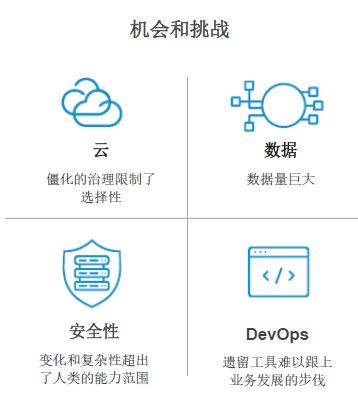 机会和挑战
云
僵化的治理限制了
选择性
数据
数据量巨大
安全性
变化和复杂性超出
了人类的能力范围
</>
DevOps
遗留工具难以跟上
业务发展的步伐